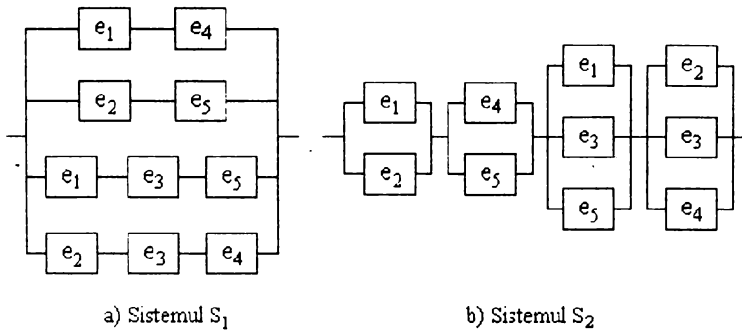 e₁ e₄
e₂ e₅
e₁ e₃ e₅
e₂ e₃ e₄
a) Sistemul S₁
e₁ e₄ e₁ e₂
e₂ e₅ e₃ e₃
e₅ e₄
b) Sistemul S₂